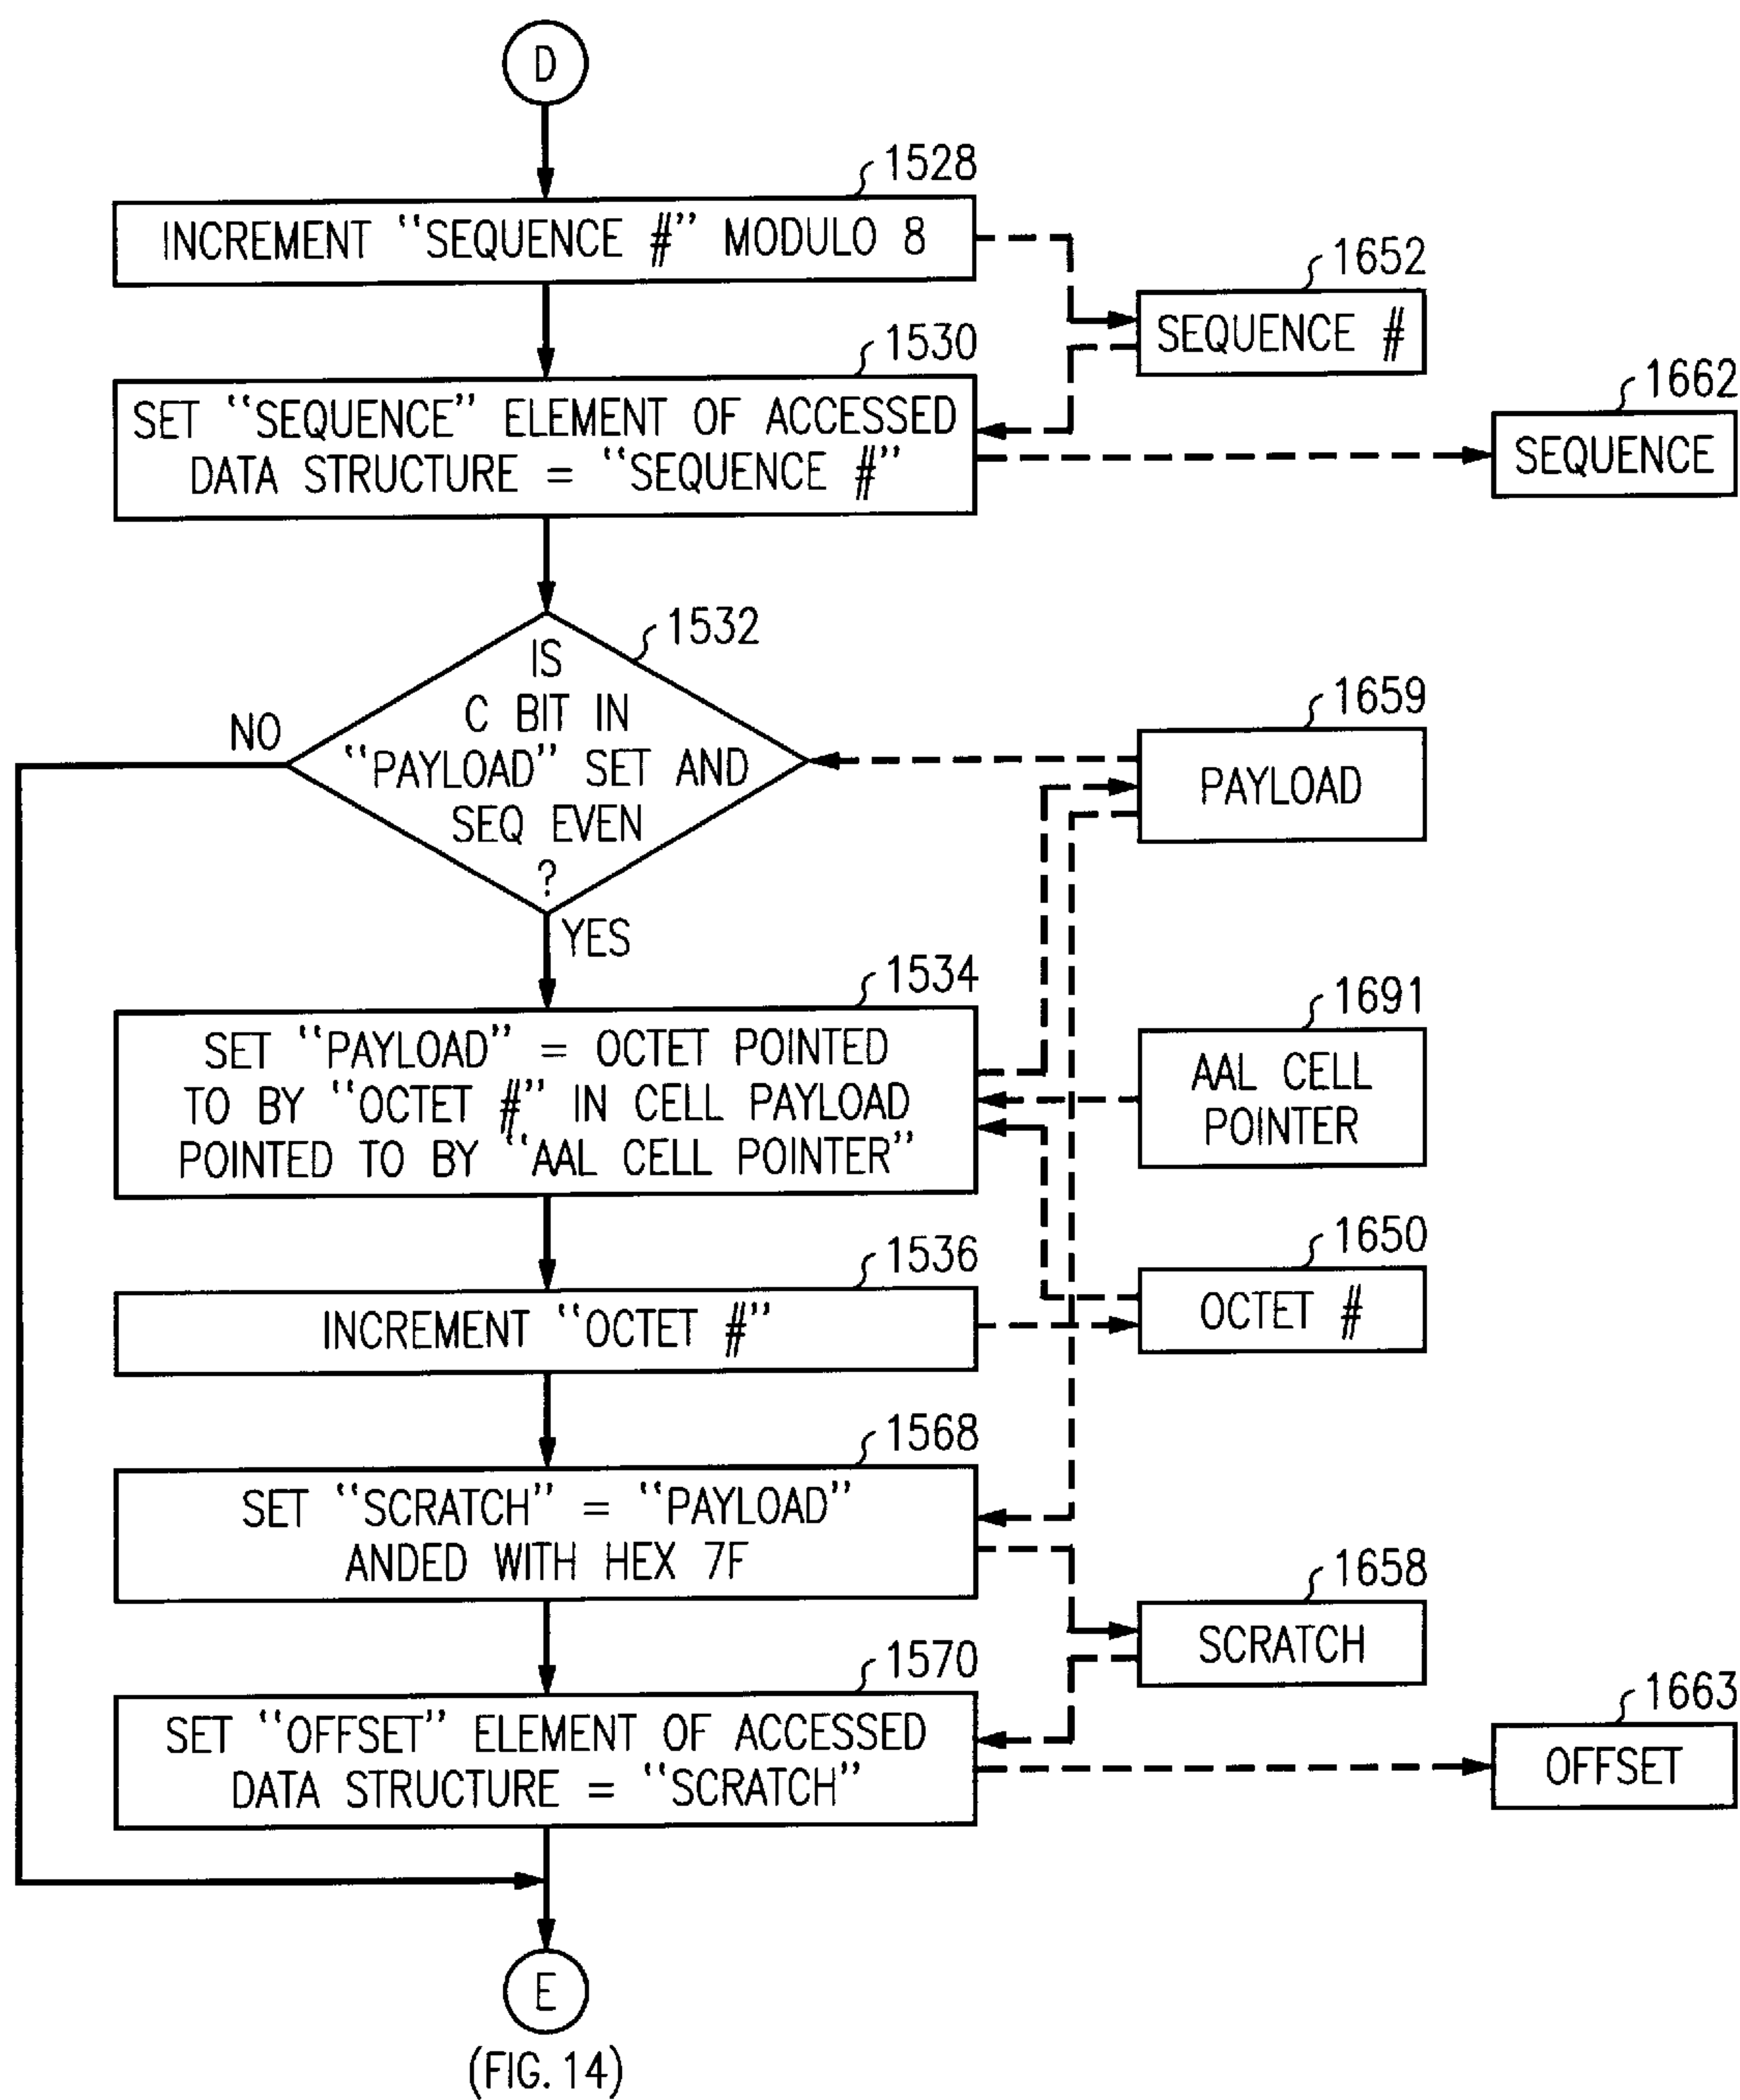 D
1528
INCREMENT “SEQUENCE #” MODULO 8
1652
SEQUENCE #
1530
SET “SEQUENCE” ELEMENT OF ACCESSED
DATA STRUCTURE = “SEQUENCE #”
1662
SEQUENCE
1532
IS
C BIT IN
“PAYLOAD” SET AND
SEQ EVEN
?
NO
YES
1659
PAYLOAD
1534
SET “PAYLOAD” = OCTET POINTED
TO BY “OCTET #” IN CELL PAYLOAD
POINTED TO BY “AAL CELL POINTER”
1691
AAL CELL
POINTER
1536
INCREMENT “OCTET #”
1650
OCTET #
1568
SET “SCRATCH” = “PAYLOAD”
ANDED WITH HEX 7F
1658
SCRATCH
1570
SET “OFFSET” ELEMENT OF ACCESSED
DATA STRUCTURE = “SCRATCH”
1663
OFFSET
E
(FIG. 14)